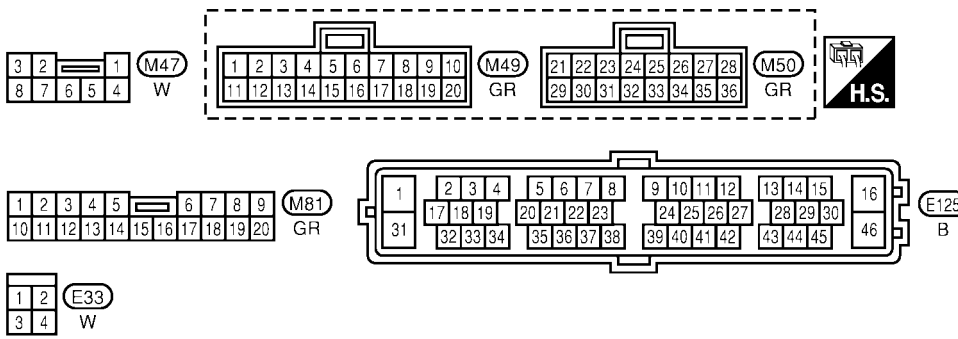 3 2 1 M47
8 7 6 5 4 W
1 2 3 4 5 6 7 8 9 10 M49
11 12 13 14 15 16 17 18 19 20 GR
21 22 23 24 25 26 27 28 M50
29 30 31 32 33 34 35 36 GR
H.S.
1 2 3 4 5 6 7 8 9 M81
10 11 12 13 14 15 16 17 18 19 20 GR
1 2 3 4 5 6 7 8 9 10 11 12 13 14 15 16
17 18 19 20 21 22 23 24 25 26 27 28 29 30 E125
31 32 33 34 35 36 37 38 39 40 41 42 43 44 45 46 B
1 2 E33
3 4 W